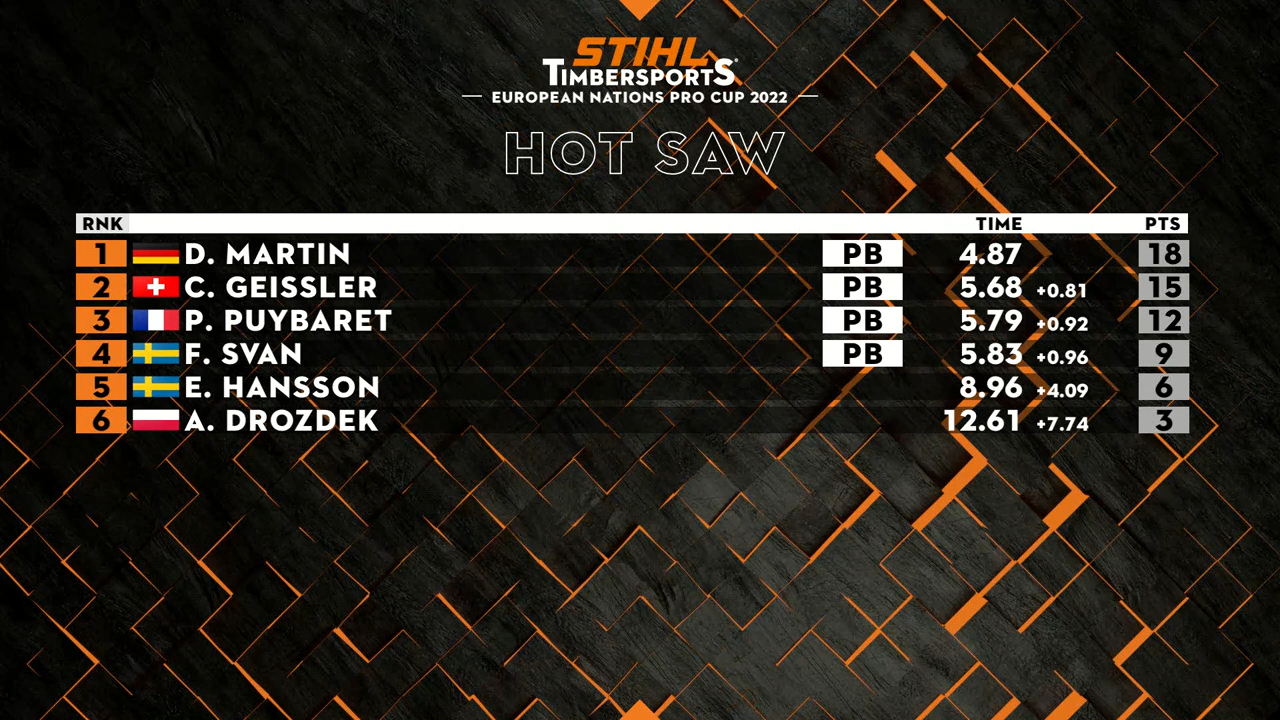 STIHL
TIMBERSPORTS®
EUROPEAN NATIONS PRO CUP 2022
HOT SAW
RNK TIME PTS
1 D. MARTIN PB 4.87 18
2 C. GEISSLER PB 5.68 +0.81 15
3 P. PUYBARET PB 5.79 +0.92 12
4 F. SVAN PB 5.83 +0.96 9
5 E. HANSSON 8.96 +4.09 6
6 A. DROZDEK 12.61 +7.74 3